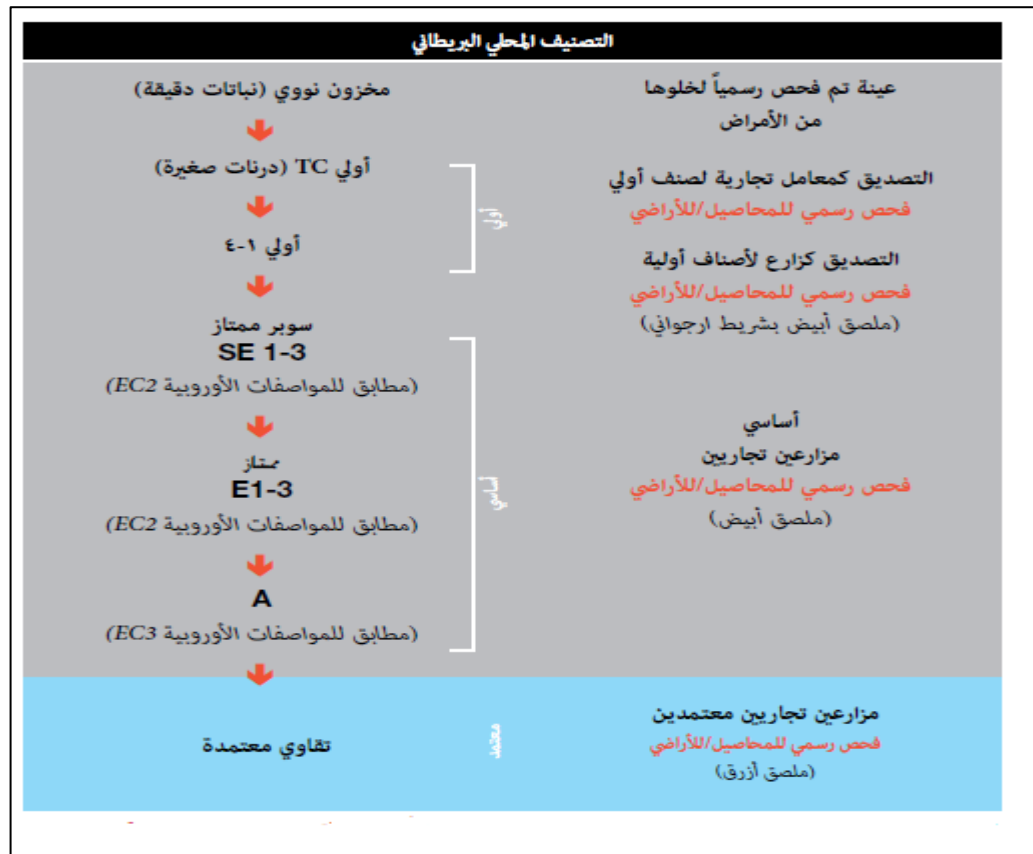 التصنيف المحلي البريطاني
عينة تم فحص رسمياً لخلوها
من الأمراض
مخزون نووي (نباتات دقيقة)
التصديق كمعامل تجارية لصنف أولي
فحص رسمي للمحاصيل/للأراضي
أولي TC (درنات صغيرة)
أولي
أولي ١-٤
التصديق كزارع لأصناف أولية
فحص رسمي للمحاصيل/للأراضي
(ملصق أبيض بشريط ارجواني)
سوبر ممتاز
SE 1-3
(مطابق للمواصفات الأوروبية EC2)
أساسي
مزارعين تجاريين
فحص رسمي للمحاصيل/للأراضي
(ملصق أبيض)
أساسي
ممتاز
E1-3
(مطابق للمواصفات الأوروبية EC2)
A
(مطابق للمواصفات الأوروبية EC3)
مزارعين تجاريين معتمدين
فحص رسمي للمحاصيل/للأراضي
(ملصق أزرق)
معتمد
تقاوي معتمدة